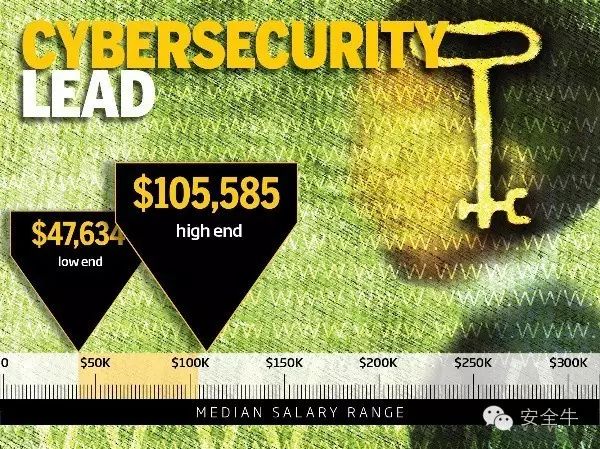 CYBERSECURITY
LEAD
$105,585
high end
$47,634
low end
0 $50K $100K $150K $200K $250K $300K
MEDIAN SALARY RANGE
安全牛